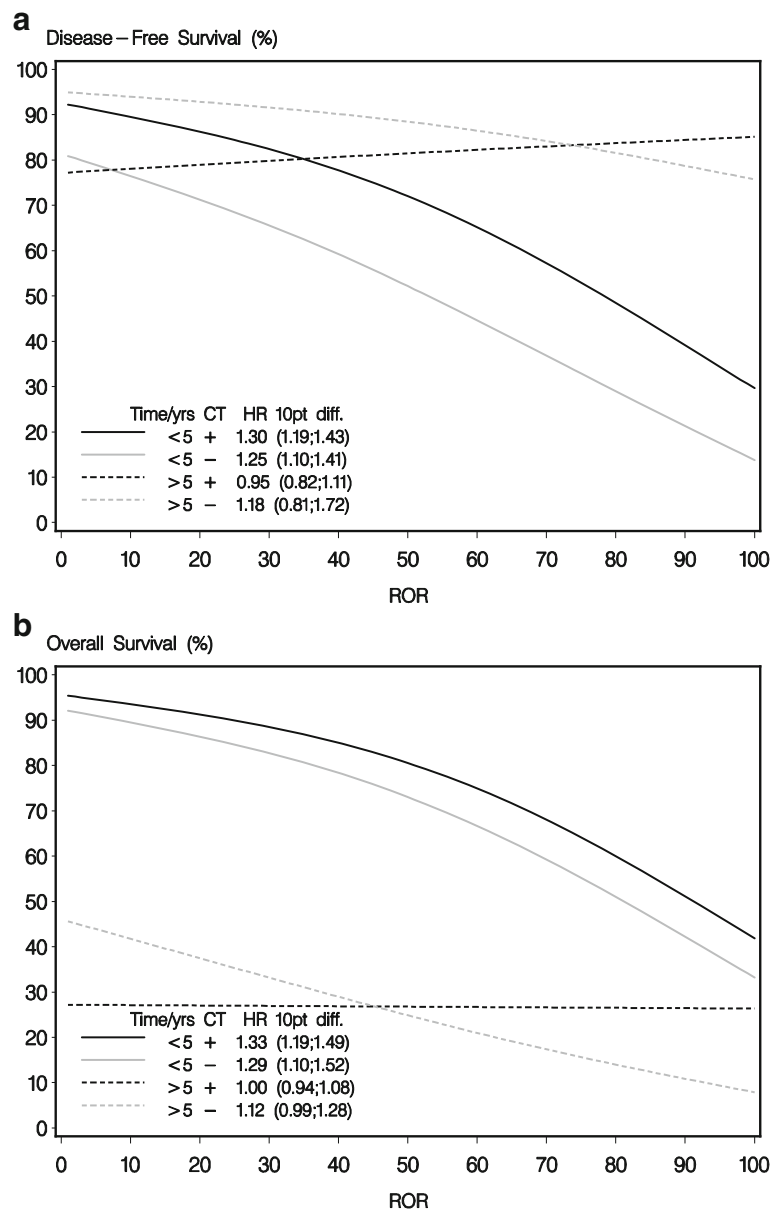 a
Disease–Free Survival (%)
100
90
80
70
60
50
40
30
20
10
0
Time/yrs CT HR 10pt diff.
<5 + 1.30 (1.19;1.43)
<5 − 1.25 (1.10;1.41)
>5 + 0.95 (0.82;1.11)
>5 − 1.18 (0.81;1.72)
0 10 20 30 40 50 60 70 80 90 100
ROR
b
Overall Survival (%)
100
90
80
70
60
50
40
30
20
10
0
Time/yrs CT HR 10pt diff.
<5 + 1.33 (1.19;1.49)
<5 − 1.29 (1.10;1.52)
>5 + 1.00 (0.94;1.08)
>5 − 1.12 (0.99;1.28)
0 10 20 30 40 50 60 70 80 90 100
ROR